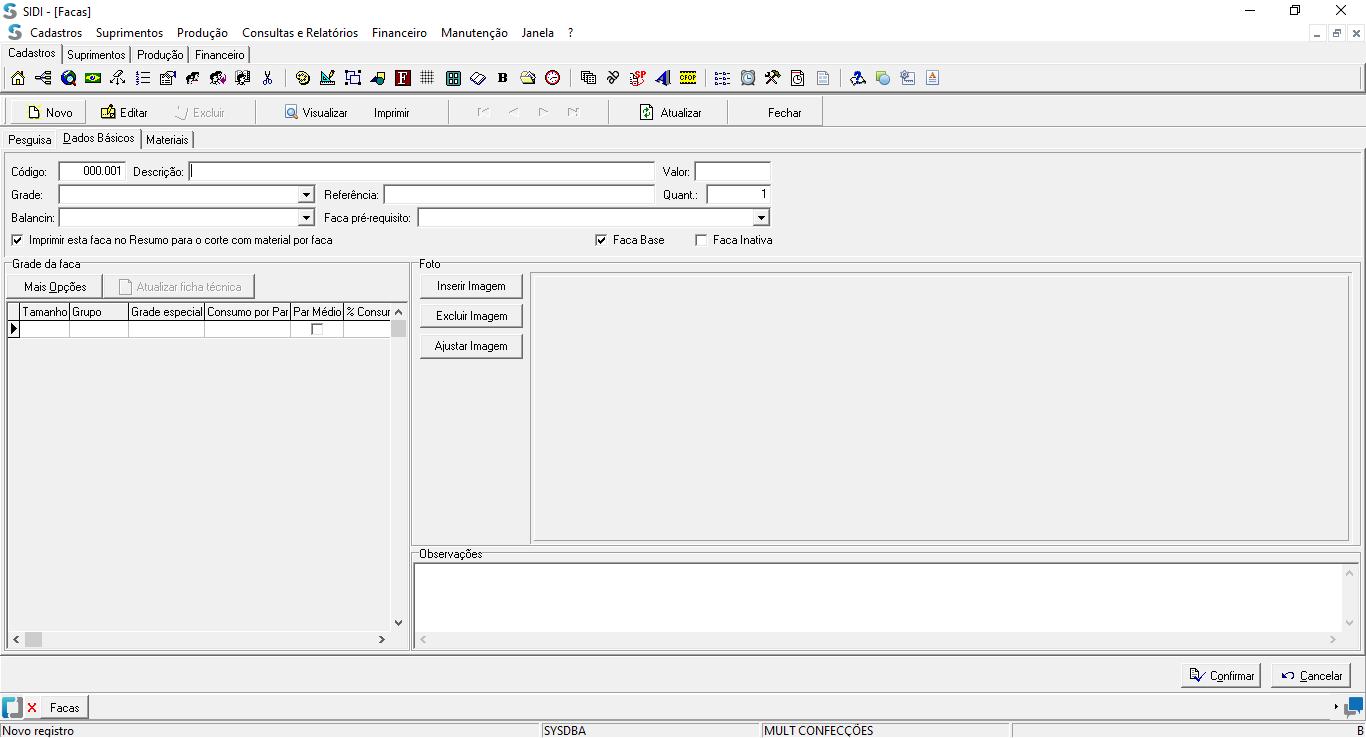 SIDI - [Facas]
Cadastros Suprimentos Produção Consultas e Relatórios Financeiro Manutenção Janela ?
Cadastros Suprimentos Produção Financeiro
F B SP CFOP A
Novo Editar Excluir Visualizar Imprimir Atualizar Fechar
Pesquisa Dados Básicos Materiais
Código: 000.001 Descrição: Valor:
Grade: Referência: Quant.: 1
Balancin: Faca pré-requisito:
Imprimir esta faca no Resumo para o corte com material por faca Faca Base Faca Inativa
Grade da faca Foto
Mais Opções Atualizar ficha técnica Inserir Imagem
Tamanho Grupo Grade especial Consumo por Par Par Médio % Consur
Excluir Imagem
Ajustar Imagem
Observações
Confirmar Cancelar
Facas
Novo registro SYSDBA MULT CONFECÇÕES B